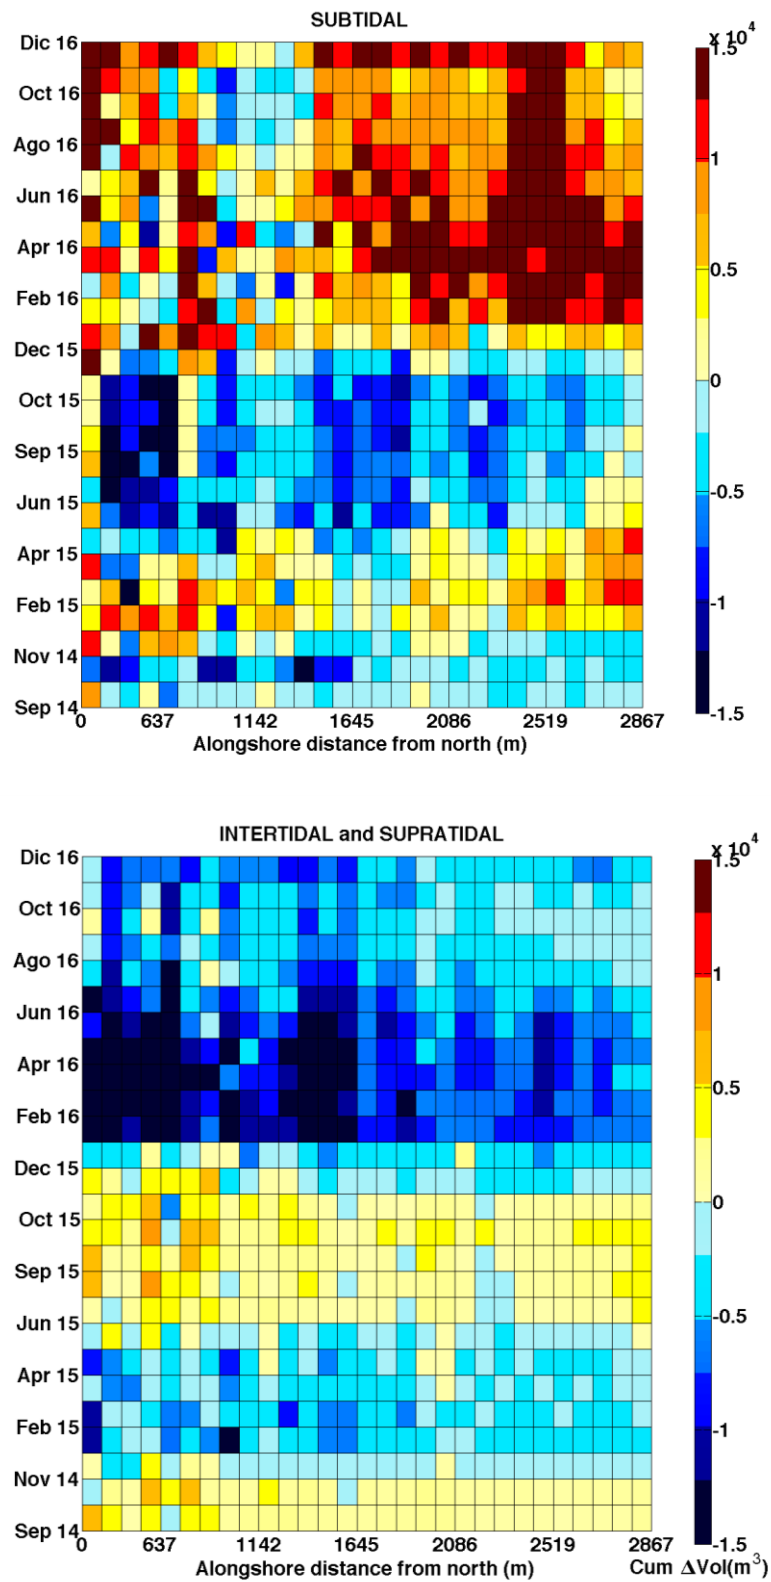 SUBTIDAL
x 10^4
Dic 16
Oct 16
Ago 16
Jun 16
Apr 16
Feb 16
Dec 15
Oct 15
Sep 15
Jun 15
Apr 15
Feb 15
Nov 14
Sep 14
1.5
1
0.5
0
-0.5
-1
-1.5
0 637 1142 1645 2086 2519 2867
Alongshore distance from north (m)
INTERTIDAL and SUPRATIDAL
x 10^4
Dic 16
Oct 16
Ago 16
Jun 16
Apr 16
Feb 16
Dec 15
Oct 15
Sep 15
Jun 15
Apr 15
Feb 15
Nov 14
Sep 14
1.5
1
0.5
0
-0.5
-1
-1.5
0 637 1142 1645 2086 2519 2867
Alongshore distance from north (m) Cum ΔVol(m^3)